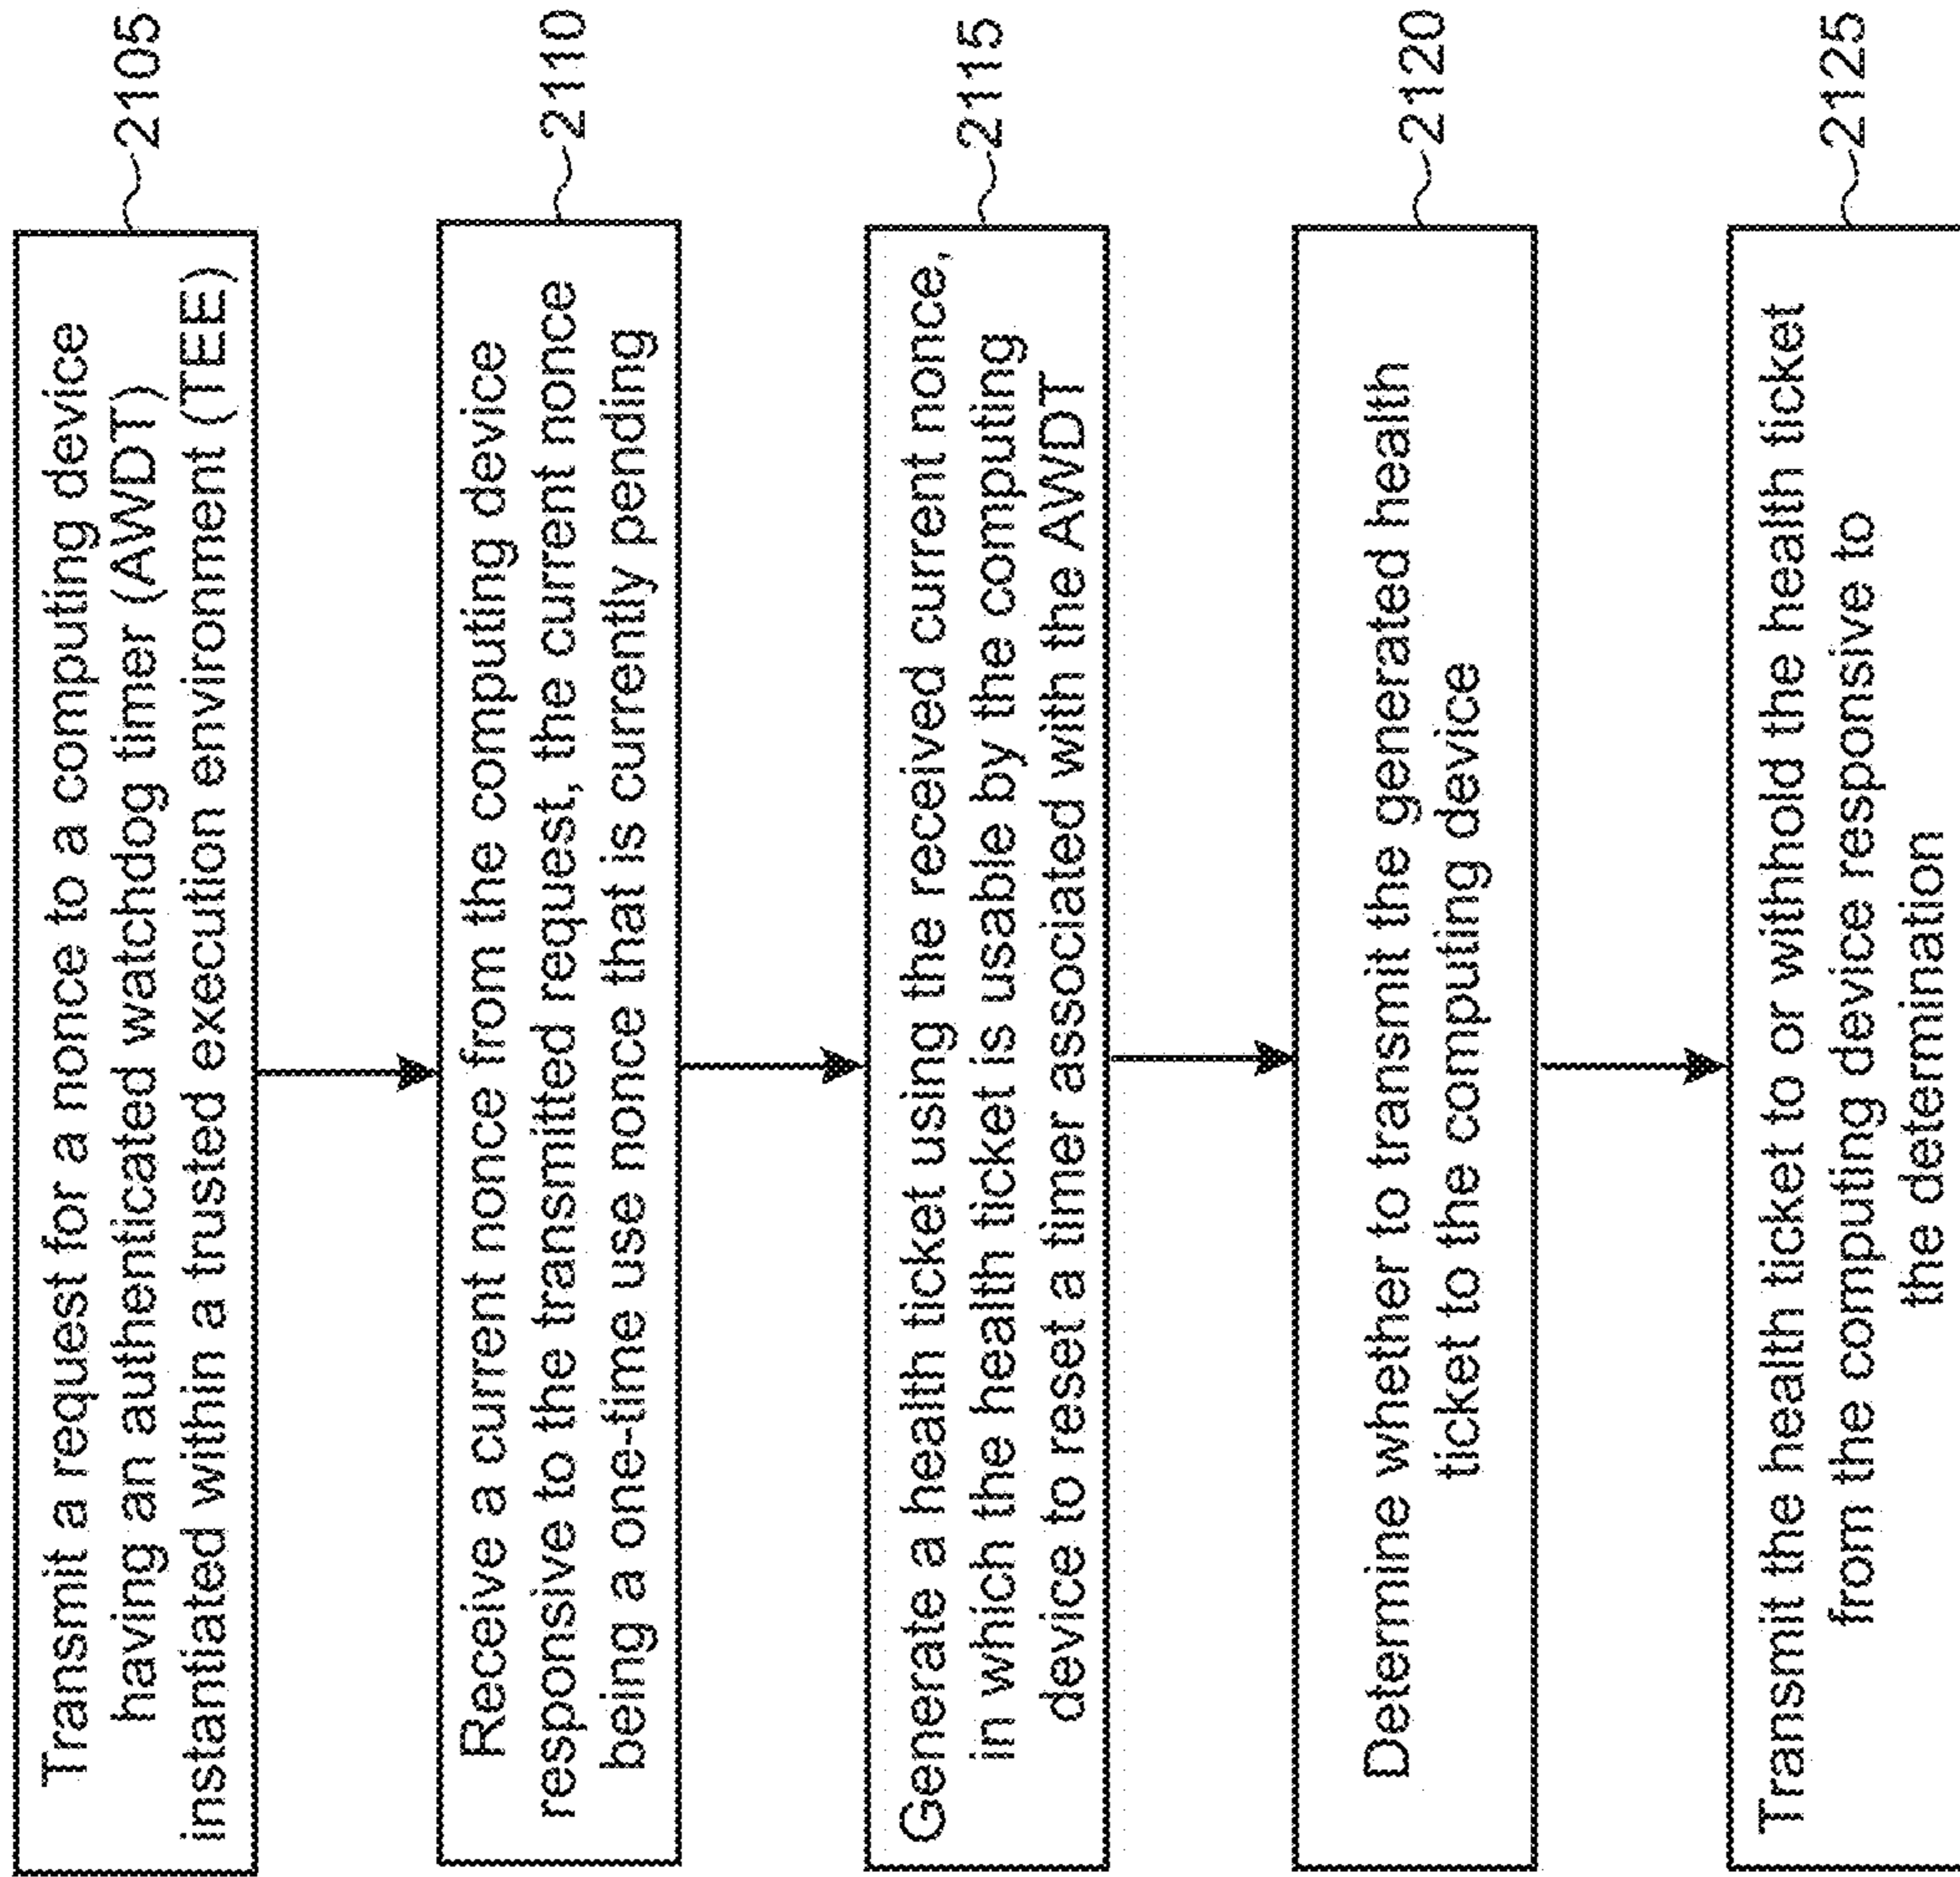 Transmit a request for a nonce to a computing device
having an authenticated watchdog timer (AWDT)
instantiated within a trusted execution environment (TEE)
2105
Receive a current nonce from the computing device
responsive to the transmitted request, the current nonce
being a one-time use nonce that is currently pending
2110
Generate a health ticket using the received current nonce,
in which the health ticket is usable by the computing
device to reset a timer associated with the AWDT
2115
Determine whether to transmit the generated health
ticket to the computing device
2120
Transmit the health ticket to or withhold the health ticket
from the computing device responsive to
the determination
2125